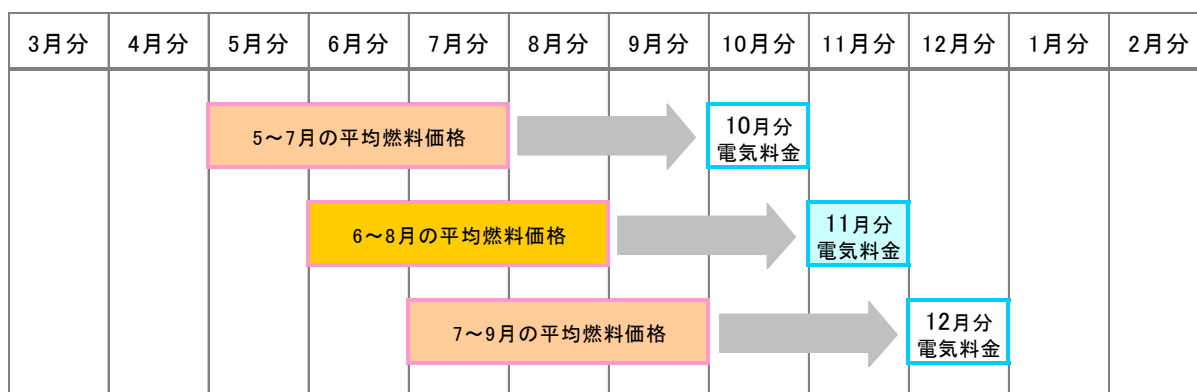 3月分 4月分 5月分 6月分 7月分 8月分 9月分 10月分 11月分 12月分 1月分 2月分
5～7月の平均燃料価格
10月分
電気料金
6～8月の平均燃料価格
11月分
電気料金
7～9月の平均燃料価格
12月分
電気料金